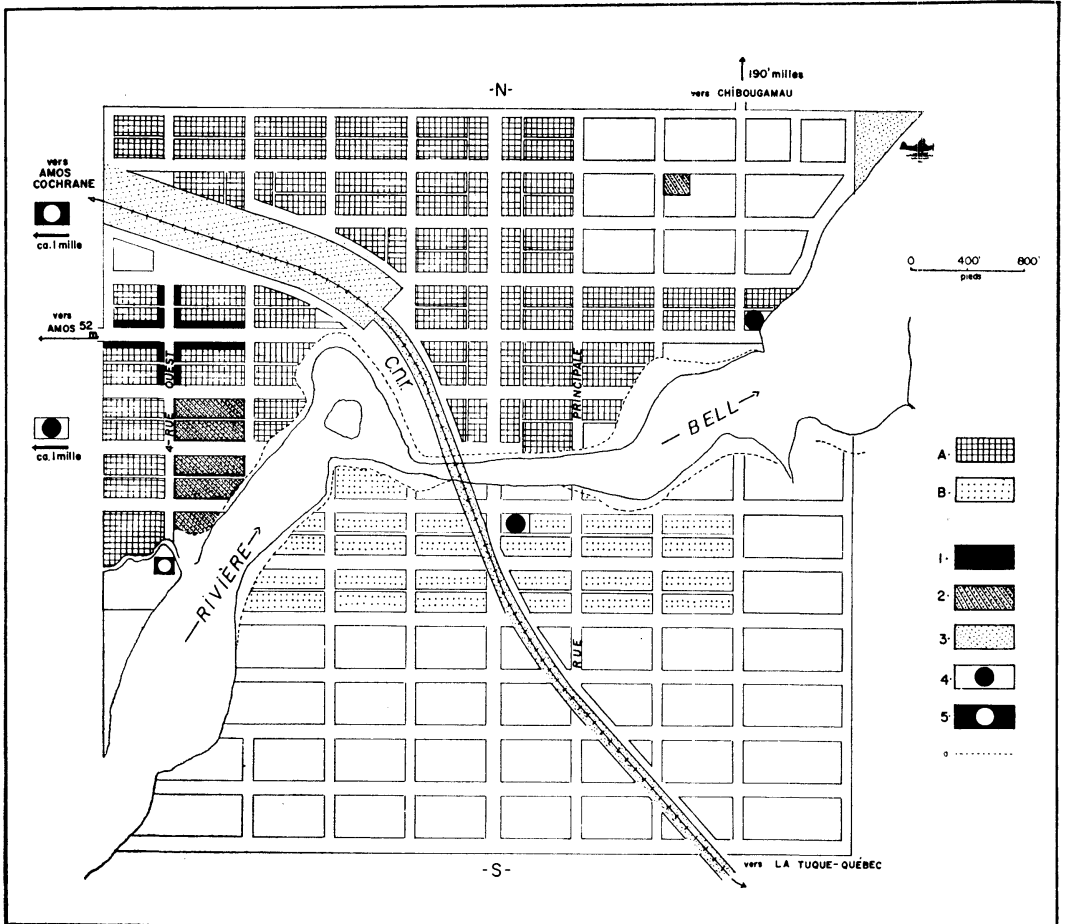 -N-
190' milles
vers CHIBOUGAMAU
vers
AMOS
COCHRANE
ca. 1 mille
0 400' 800'
pieds
vers
AMOS 52 m
c.n.r.
4e RUE OUEST
PRINCIPALE
BELL
ca. 1 mille
RIVIÈRE
RUE
A
B
1
2
3
4
5
a
-S-
vers LA TUQUE-QUÉBEC